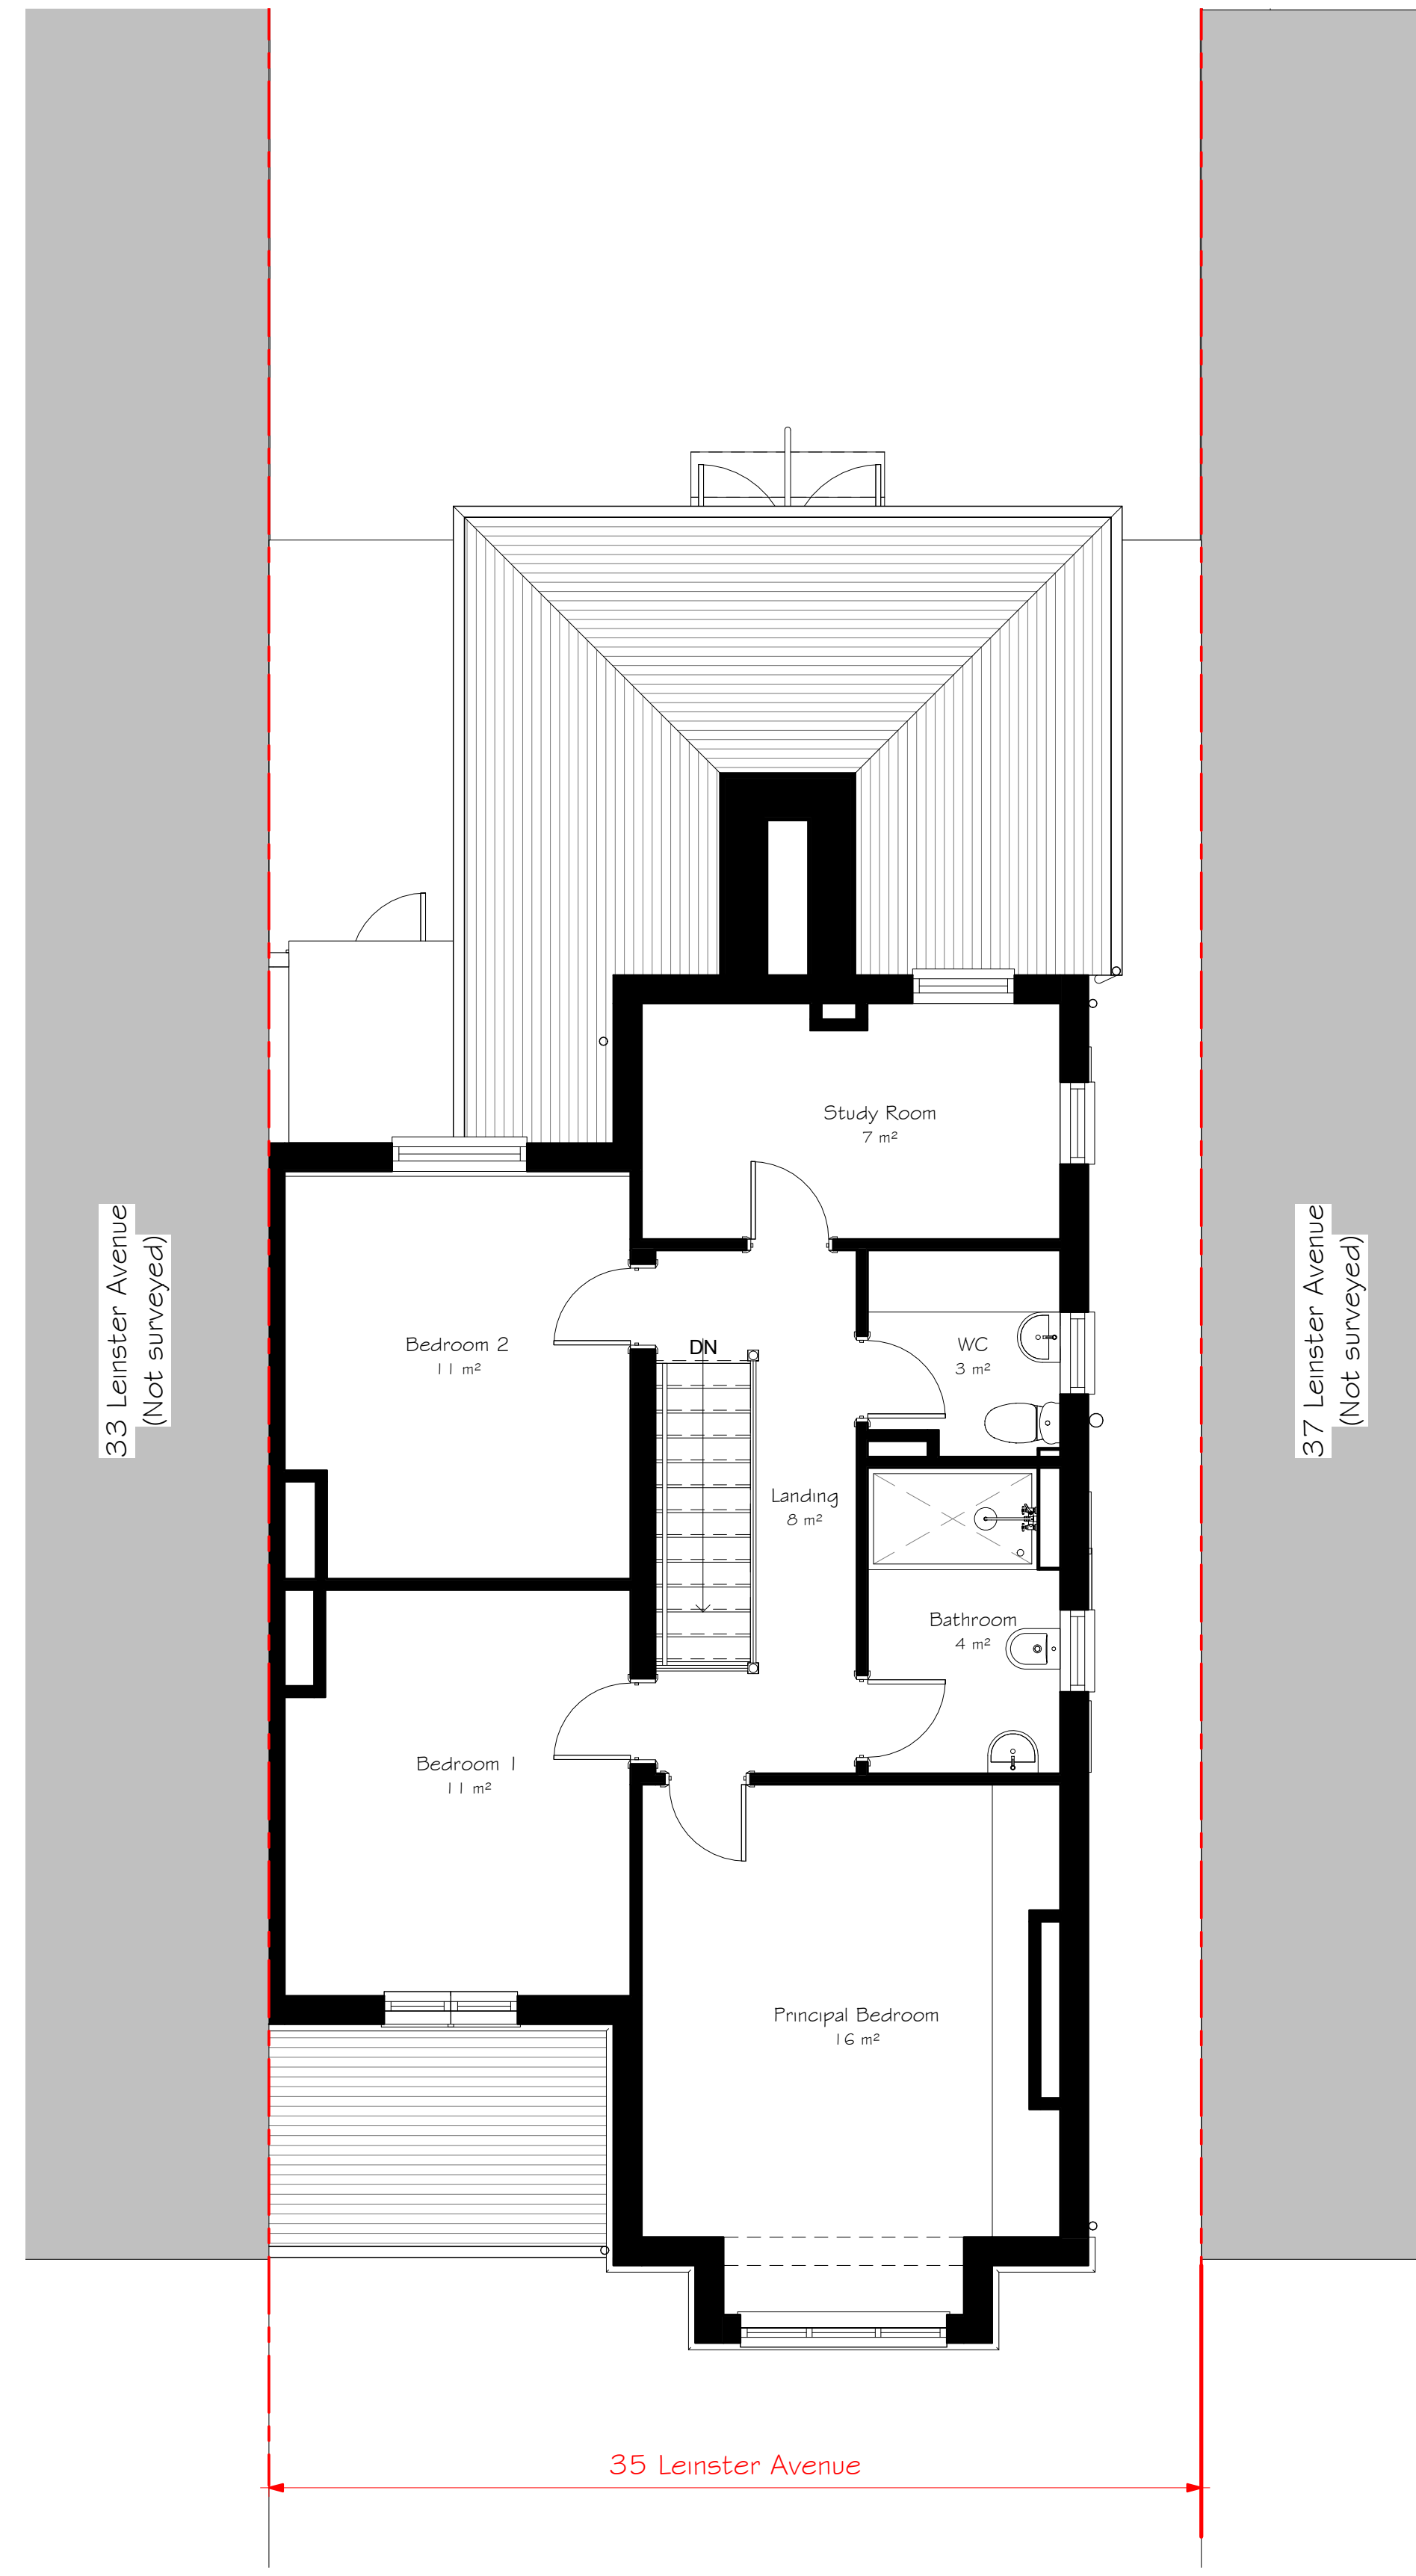 Study Room
7 m²
33 Leinster Avenue
(Not surveyed)
37 Leinster Avenue
(Not surveyed)
Bedroom 2
11 m²
DN
WC
3 m²
Landing
8 m²
Bathroom
4 m²
Bedroom 1
11 m²
Principal Bedroom
16 m²
35 Leinster Avenue